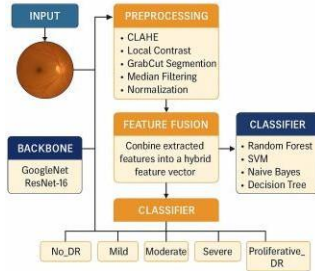 INPUT
PREPROCESSING
• CLAHE
• Local Contrast
• GrabCut Segmention
• Median Filtering
• Normalization
BACKBONE
GoogleNet
ResNet-16
FEATURE FUSION
Conbine extracted
features into a hybrid
feature vector
CLASSIFIER
• Random Forest
• SVM
• Naive Bayes
• Decision Tree
CLASSIFIER
No_DR
Mild
Moderate
Severe
Proliferative_
DR